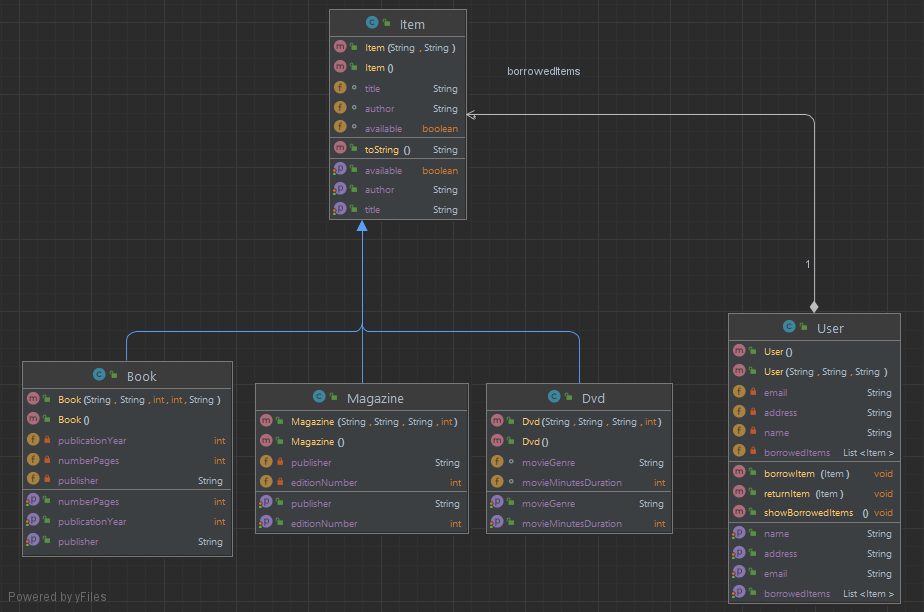 Item
Item (String , String )
Item ()
title String
author String
available boolean
toString () String
available boolean
author String
title String
borrowedItems
1
User
User ()
User (String , String , String )
email String
address String
name String
borrowedItems List <Item >
borrowItem (Item ) void
returnItem (Item ) void
showBorrowedItems () void
name String
address String
email String
borrowedItems List <Item >
Book
Book (String , String , int , int , String )
Book ()
publicationYear int
numberPages int
publisher String
numberPages int
publicationYear int
publisher String
Magazine
Magazine (String , String , String , int )
Magazine ()
publisher String
editionNumber int
publisher String
editionNumber int
Dvd
Dvd (String , String , String , int )
Dvd ()
movieGenre String
movieMinutesDuration int
movieGenre String
movieMinutesDuration int
Powered by yFiles